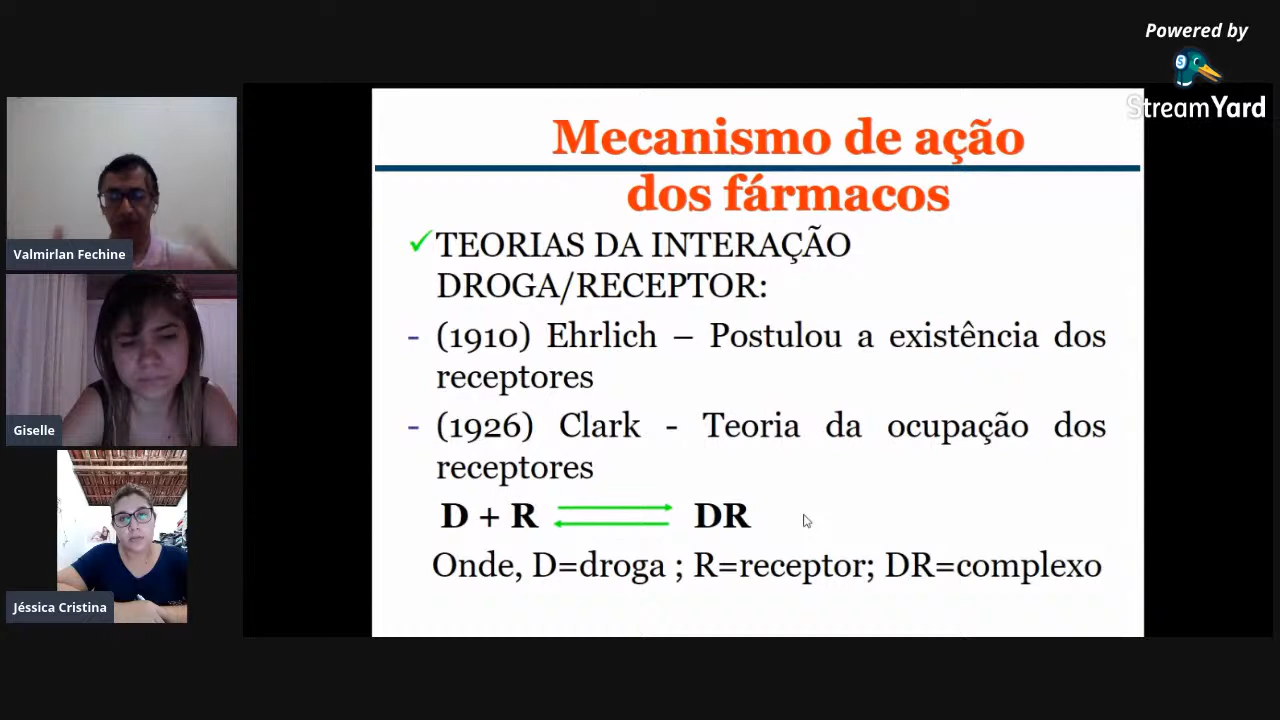 Powered by
StreamYard
Mecanismo de ação
dos fármacos
✓TEORIAS DA INTERAÇÃO
DROGA/RECEPTOR:
- (1910) Ehrlich – Postulou a existência dos
receptores
- (1926) Clark - Teoria da ocupação dos
receptores
D + R ⇌ DR
Onde, D=droga ; R=receptor; DR=complexo
Valmirlan Fechine
Giselle
Jéssica Cristina